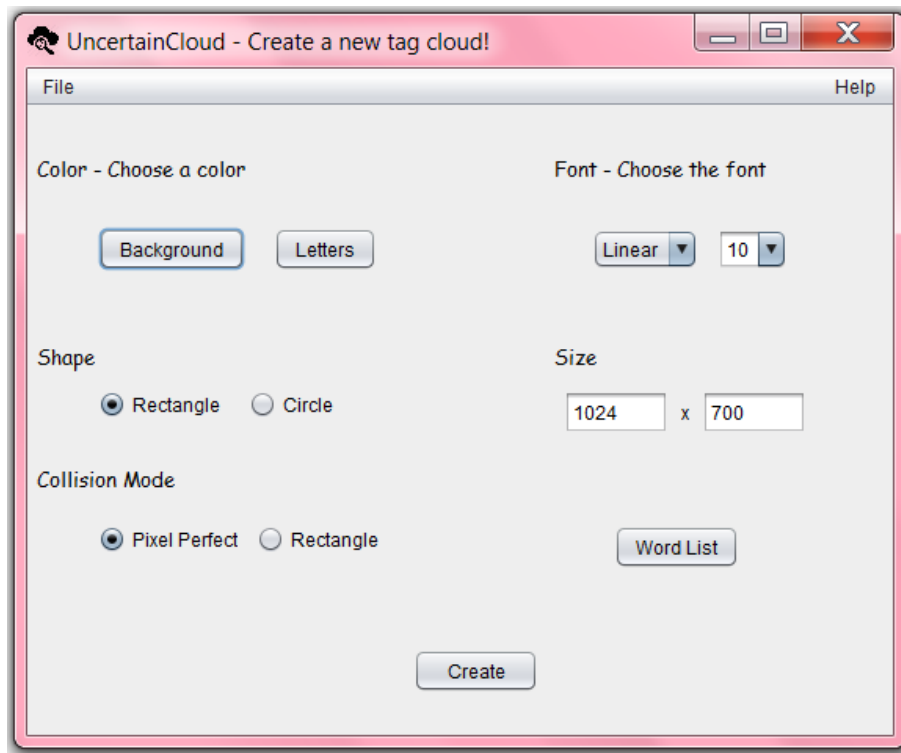 UncertainCloud - Create a new tag cloud!
File Help
Color - Choose a color Font - Choose the font
Background Letters Linear 10
Shape Size
Rectangle Circle 1024 x 700
Collision Mode
Pixel Perfect Rectangle Word List
Create